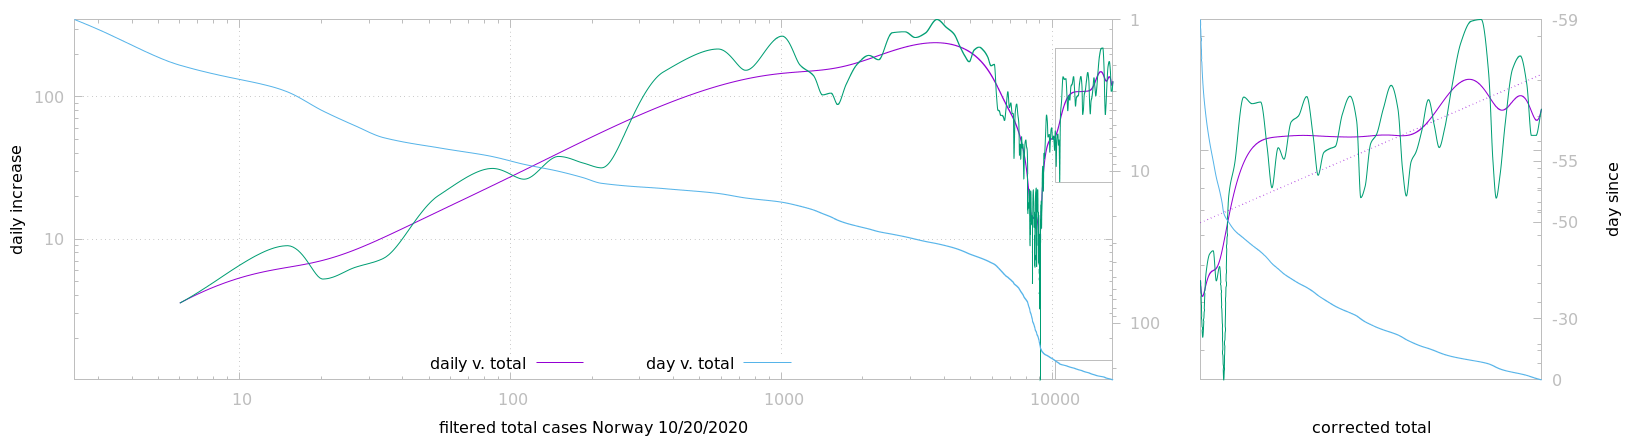 daily increase
100
10
1
10
100
10
100
1000
10000
daily v. total
day v. total
filtered total cases Norway 10/20/2020
-59
-55
-50
-30
0
day since
corrected total